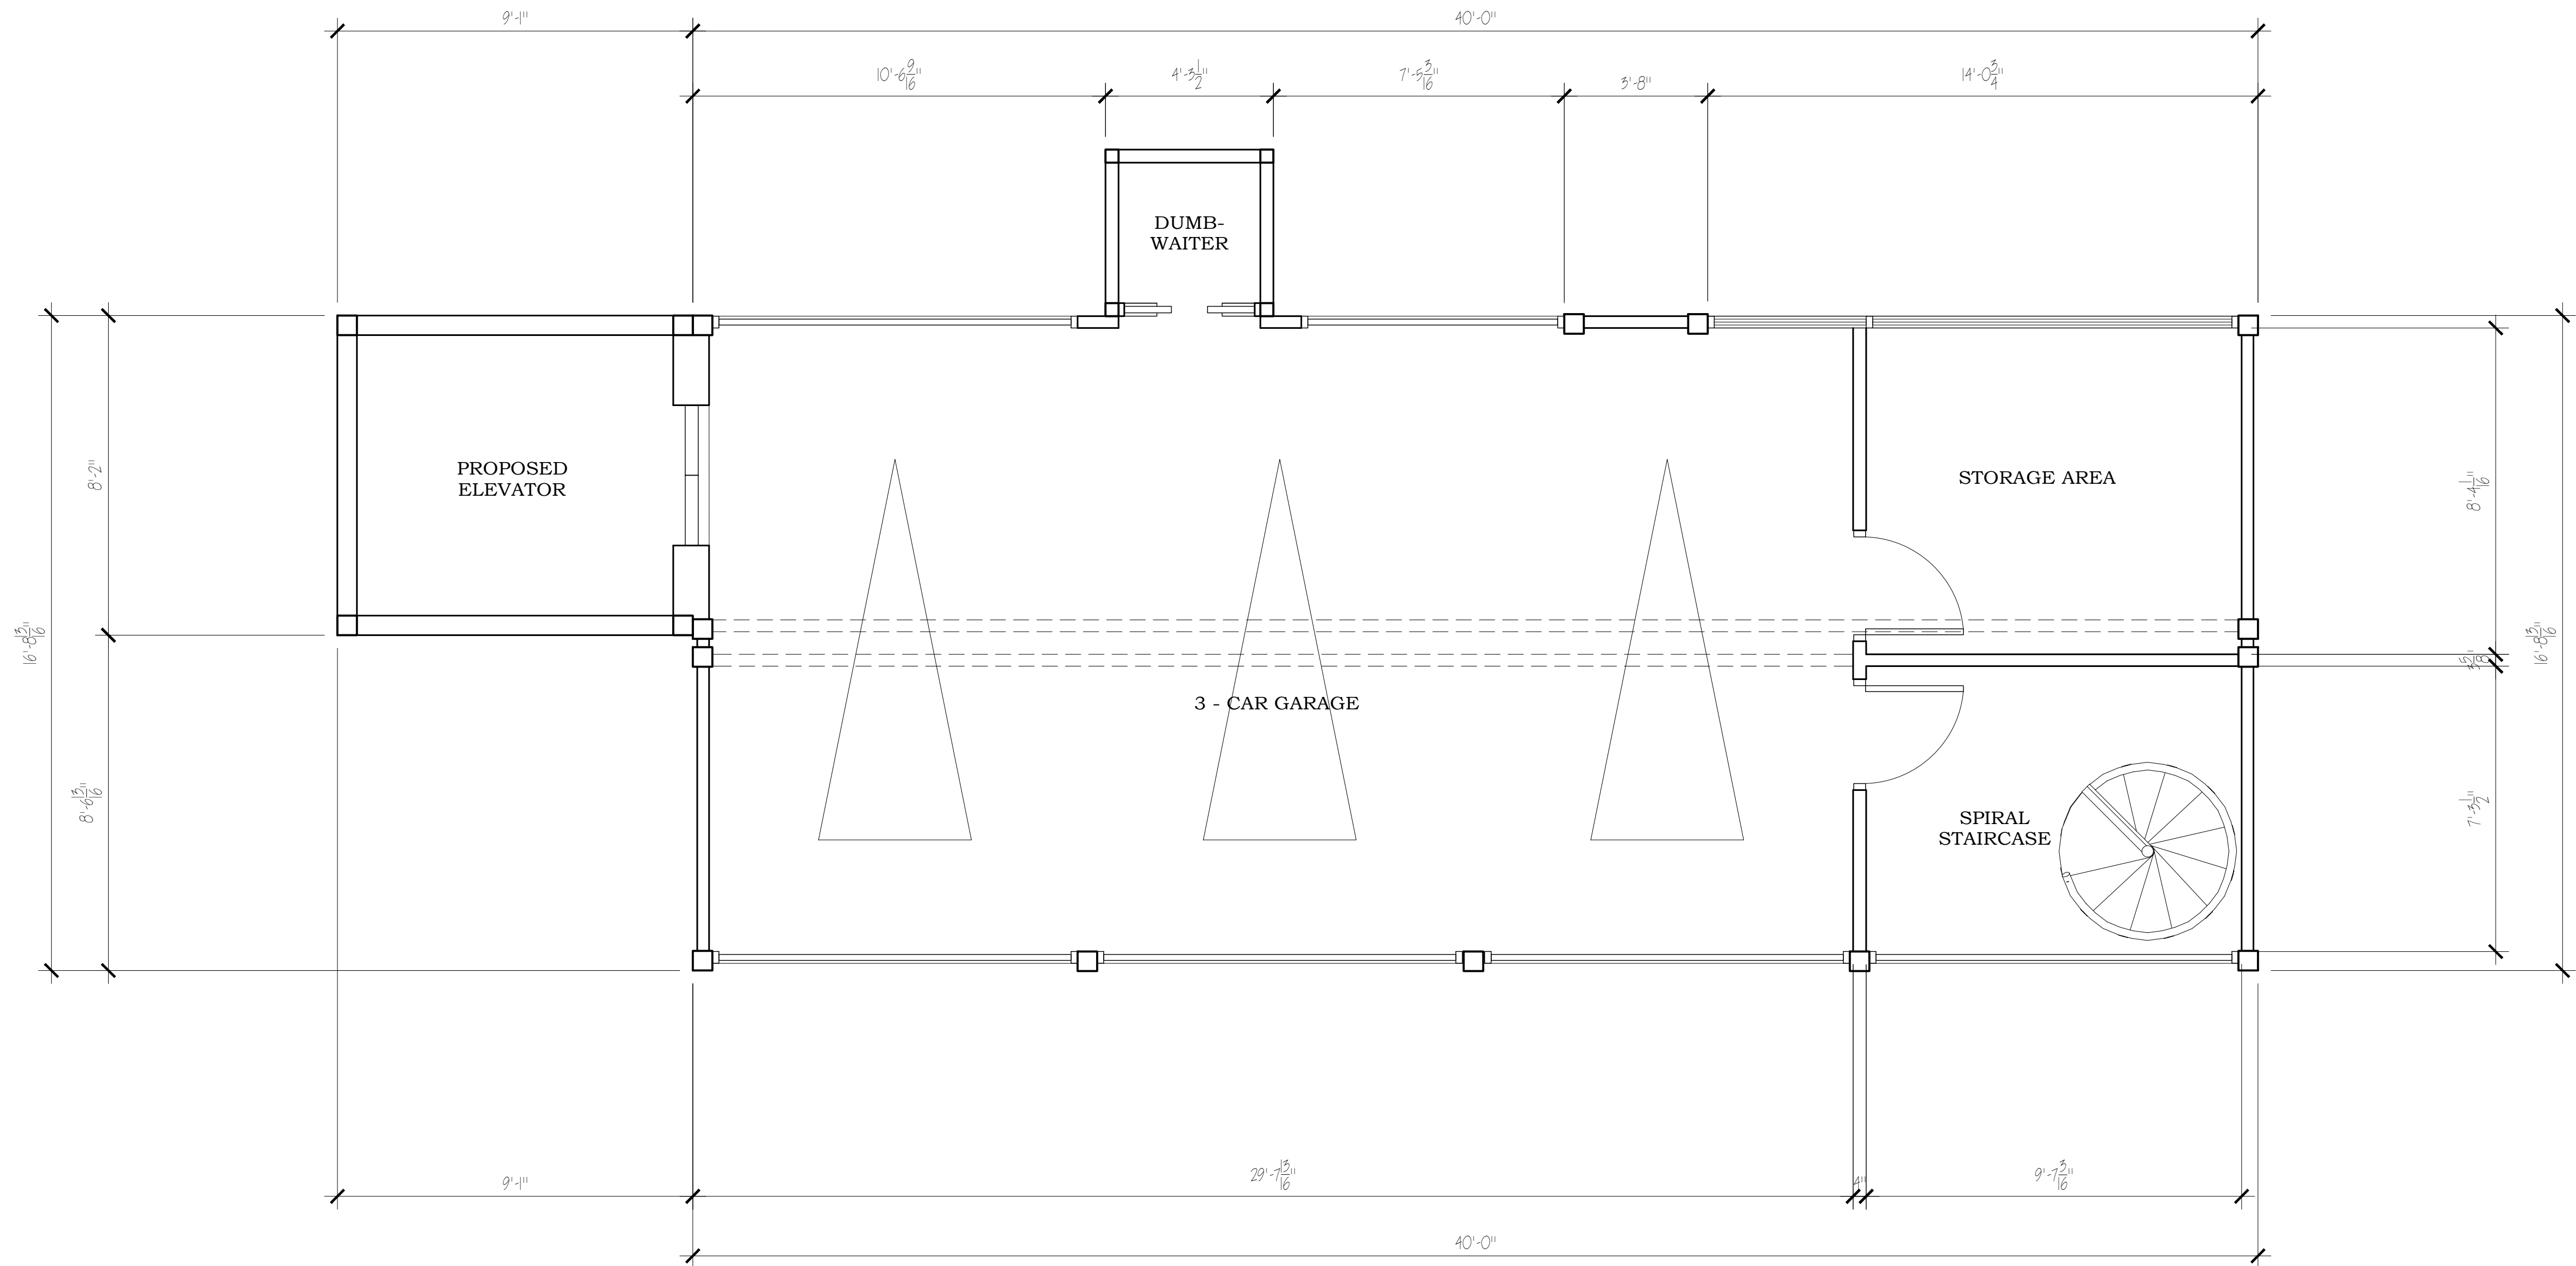 9'-1"
40'-0"
10'-6 9/16"
4'-3 1/2"
7'-5 3/16"
3'-8"
14'-0 3/4"
DUMB-
WAITER
PROPOSED
ELEVATOR
STORAGE AREA
8'-2"
8'-4 1/16"
16'-8 13/16"
16'-8 13/16"
3 5/8"
3 - CAR GARAGE
8'-6 13/16"
7'-3 1/2"
SPIRAL
STAIRCASE
9'-1"
29'-7 13/16"
4"
9'-7 3/16"
40'-0"